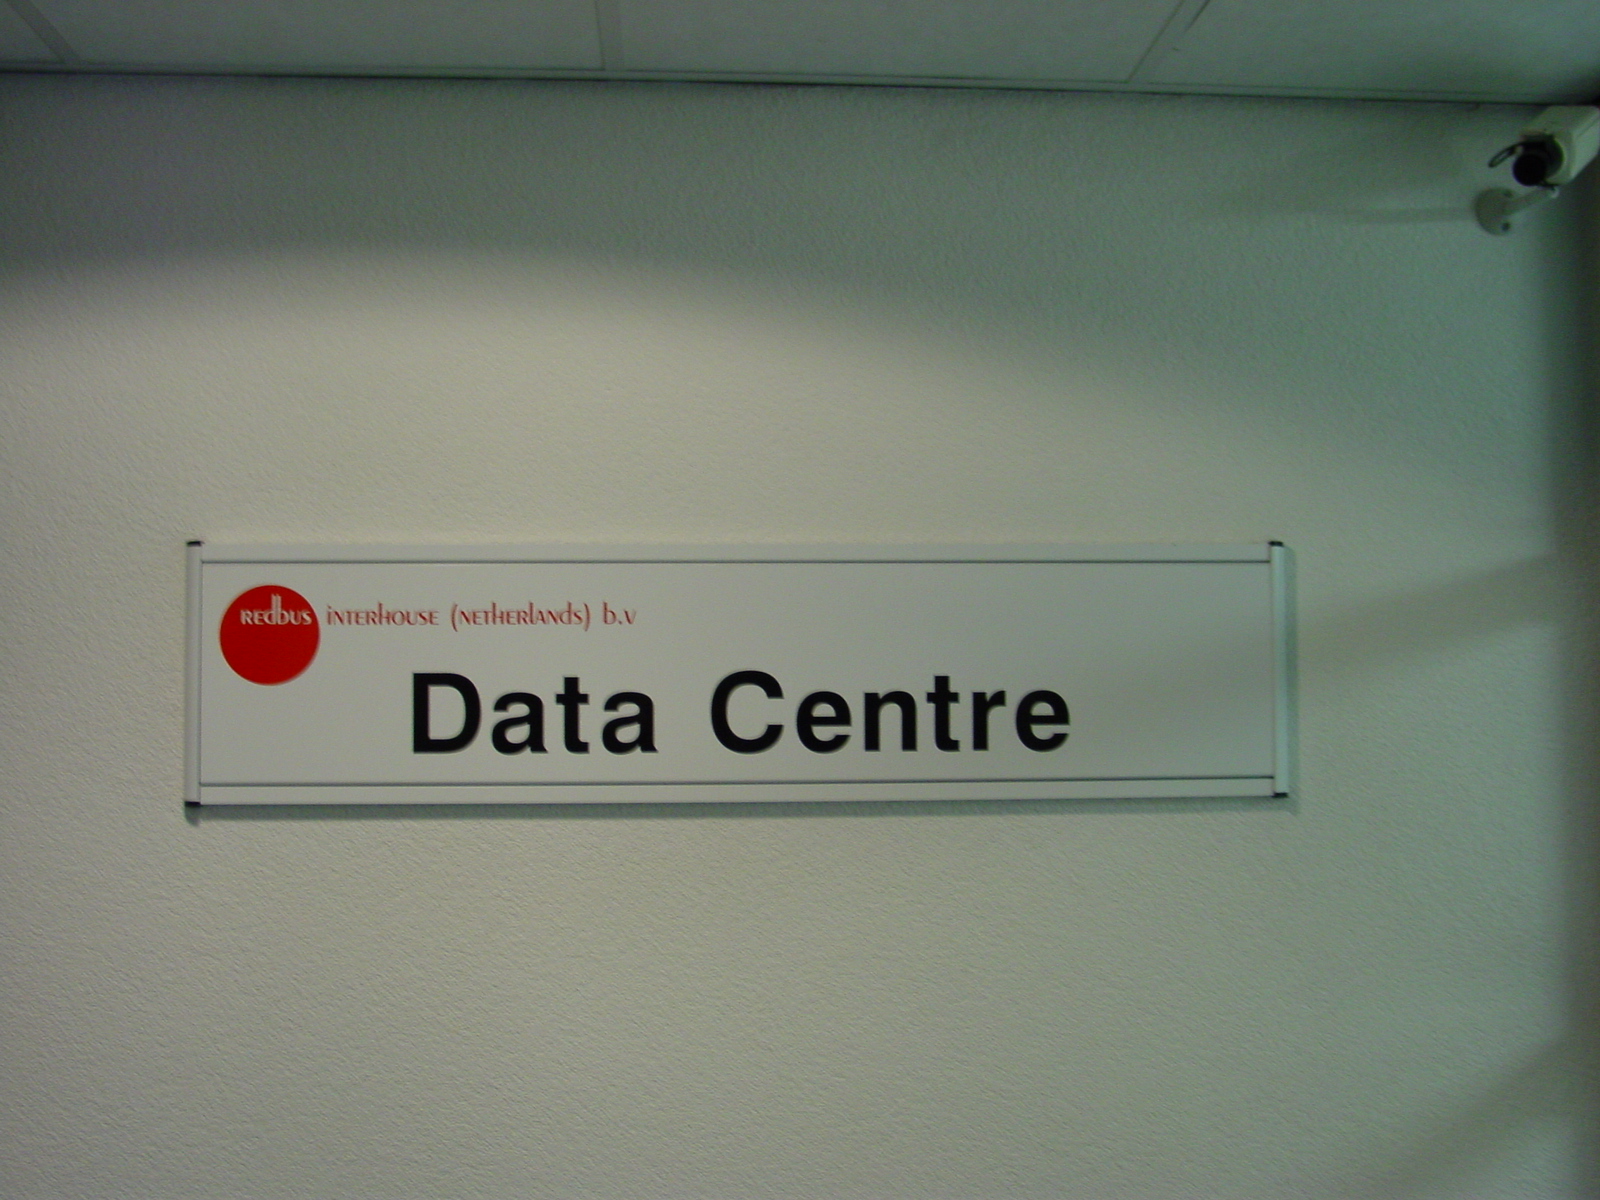 Redbus interhouse (netherlands) b.v
Data Centre